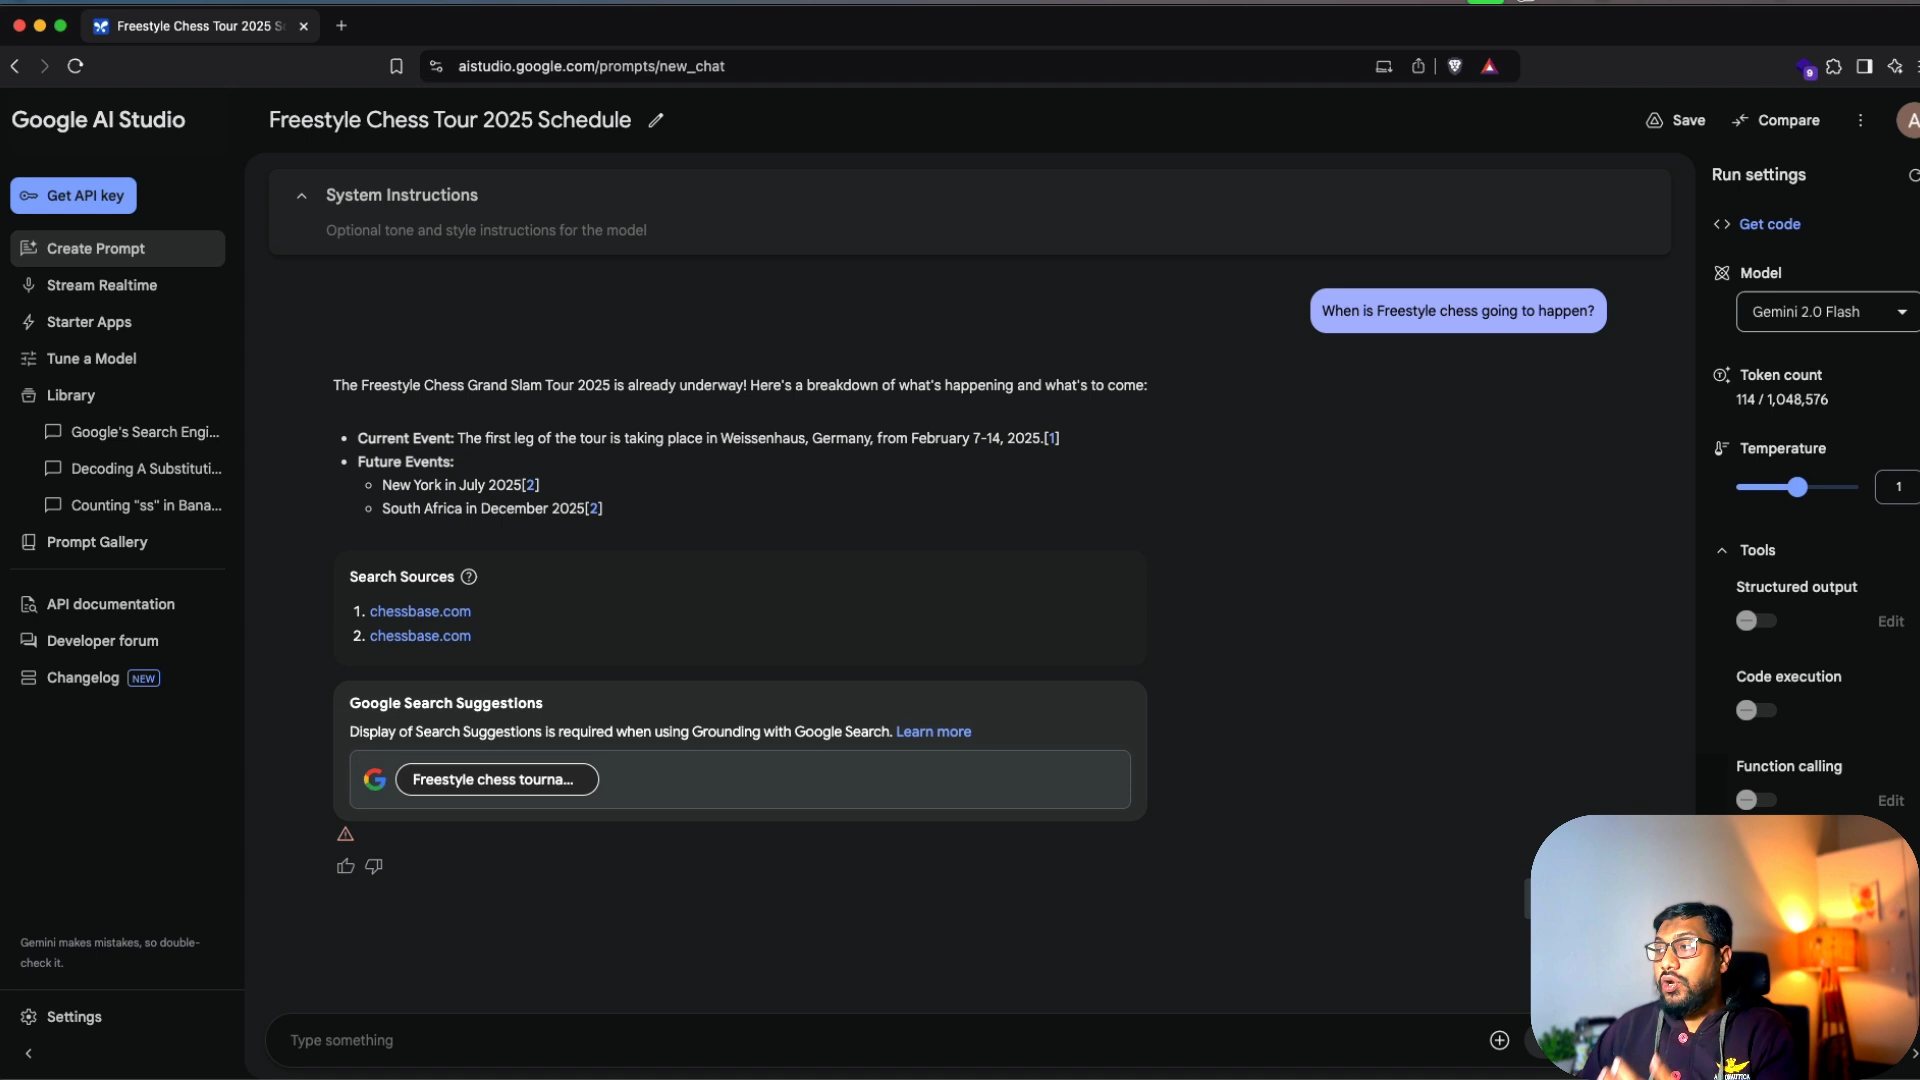 Freestyle Chess Tour 2025 S
aistudio.google.com/prompts/new_chat
9
Google AI Studio
Freestyle Chess Tour 2025 Schedule
Save
Compare
A
Get API key
Create Prompt
Stream Realtime
Starter Apps
Tune a Model
Library
Google's Search Engi...
Decoding A Substituti...
Counting "ss" in Bana...
Prompt Gallery
API documentation
Developer forum
Changelog NEW
Gemini makes mistakes, so double-
check it.
Settings
System Instructions
Optional tone and style instructions for the model
When is Freestyle chess going to happen?
The Freestyle Chess Grand Slam Tour 2025 is already underway! Here's a breakdown of what's happening and what's to come:
• Current Event: The first leg of the tour is taking place in Weissenhaus, Germany, from February 7-14, 2025.[1]
• Future Events:
◦ New York in July 2025[2]
◦ South Africa in December 2025[2]
Search Sources
1. chessbase.com
2. chessbase.com
Google Search Suggestions
Display of Search Suggestions is required when using Grounding with Google Search. Learn more
Freestyle chess tourna...
Type something
Run settings
Get code
Model
Gemini 2.0 Flash
Token count
114 / 1,048,576
Temperature
1
Tools
Structured output
Edit
Code execution
Function calling
Edit